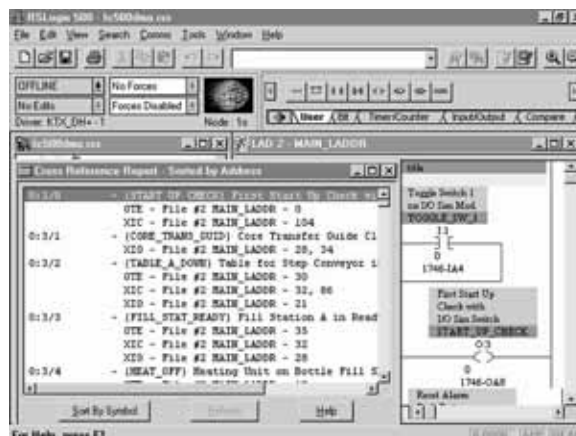 RSLogix 500 - lc500dmo.rss
File Edit View Search Comms Tools Window Help
OFFLINE No Forces
No Edits Forces Disabled
Driver: KTX_DH+ - 1 Node: 1o
User Bit Timer/Counter Input/Output Compare
LAD 2 - MAIN_LADDR
Cross Reference Report - Sorted by Address
O:3/0 - (START_UP_CHECK) First Start Up Check wi
OTE - File #2 MAIN_LADDR - 0
XIC - File #2 MAIN_LADDR - 104
O:3/1 - (CORE_TRANS_GUID) Core Transfer Guide Cl
XIO - File #2 MAIN_LADDR - 28, 34
O:3/2 - (TABLE_A_DOWN) Table for Step Conveyor i
OTE - File #2 MAIN_LADDR - 30
XIC - File #2 MAIN_LADDR - 32, 86
XIO - File #2 MAIN_LADDR - 21
O:3/3 - (FILL_STAT_READY) Fill Station A in Read
OTE - File #2 MAIN_LADDR - 35
XIC - File #2 MAIN_LADDR - 32
XIO - File #2 MAIN_LADDR - 28
O:3/4 - (HEAT_OFF) Heating Unit on Bottle Fill S
Sort By Symbol Help
title
Toggle Switch 1
on I/O Sim Mod.
TOGGLE_SW_1
I:1
0
1746-IA4
First Start Up
Check with
I/O Sim Switch
START_UP_CHECK
O:3
0
1746-OA8
Reset Alarm
For Help, press F1